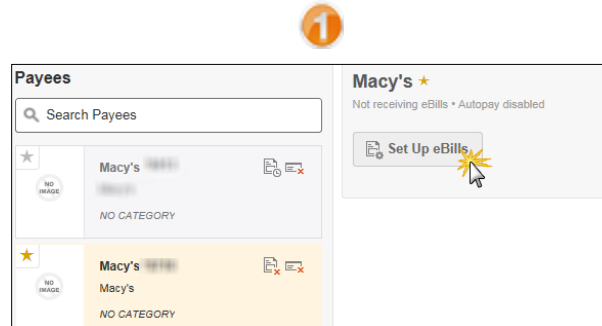 1
Payees
Search Payees
NO IMAGE
Macy's
NO CATEGORY
NO IMAGE
Macy's
Macy's
NO CATEGORY
Macy's
Not receiving eBills • Autopay disabled
Set Up eBills